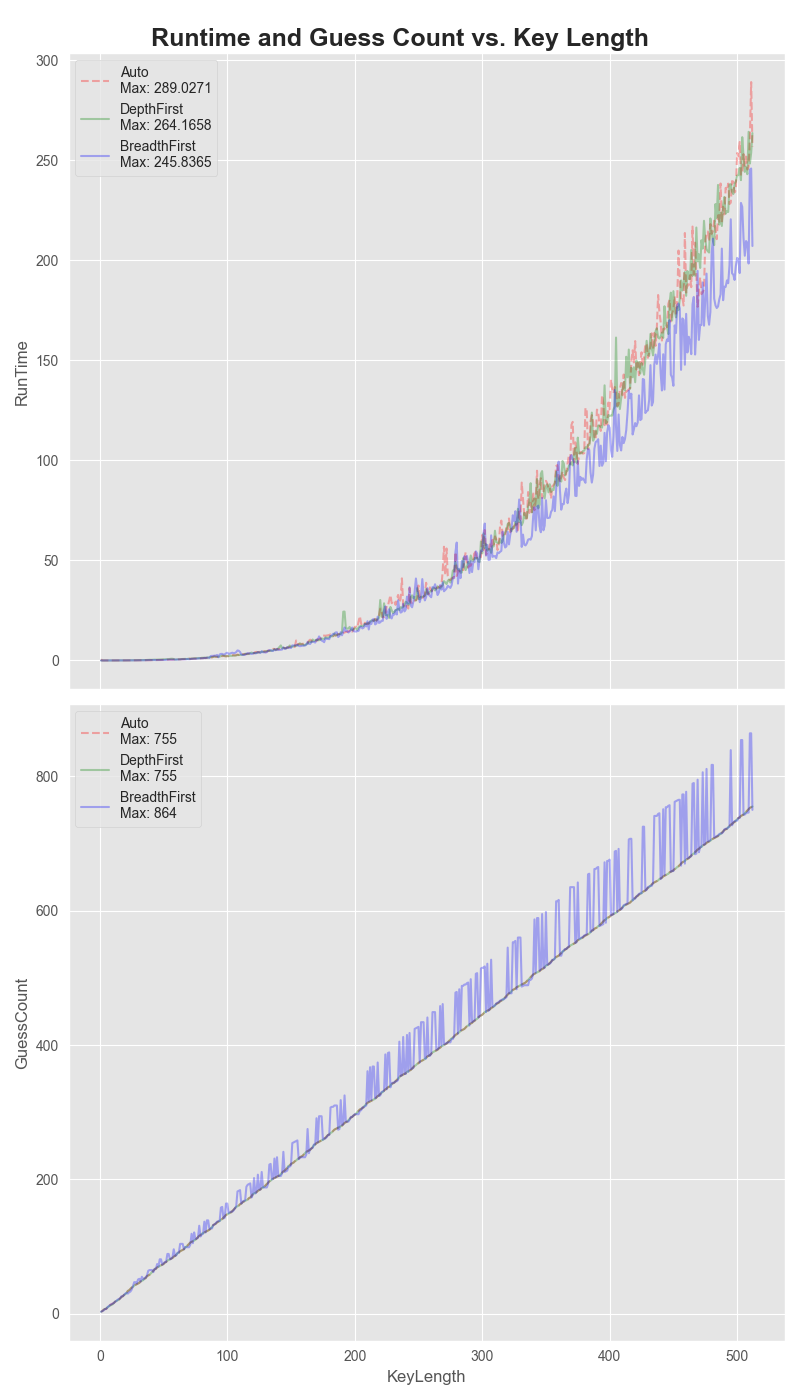 Runtime and Guess Count vs. Key Length
300
250
200
150
100
50
0
RunTime
Auto
Max: 289.0271
DepthFirst
Max: 264.1658
BreadthFirst
Max: 245.8365
800
600
400
200
0
GuessCount
Auto
Max: 755
DepthFirst
Max: 755
BreadthFirst
Max: 864
0 100 200 300 400 500
KeyLength